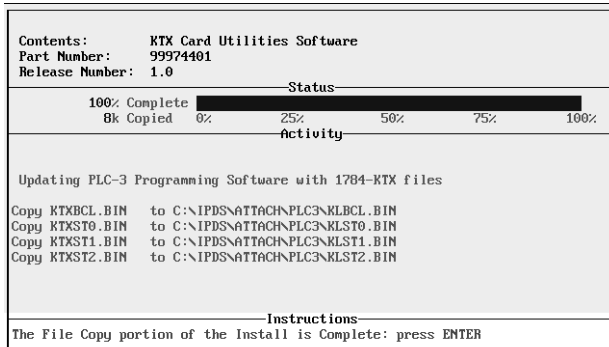 Contents: KTX Card Utilities Software
Part Number: 99974401
Release Number: 1.0
Status
100% Complete
8k Copied 0% 25% 50% 75% 100%
Activity
Updating PLC-3 Programming Software with 1784-KTX files
Copy KTXBCL.BIN to C:\IPDS\ATTACH\PLC3\KLBCL.BIN
Copy KTXST0.BIN to C:\IPDS\ATTACH\PLC3\KLST0.BIN
Copy KTXST1.BIN to C:\IPDS\ATTACH\PLC3\KLST1.BIN
Copy KTXST2.BIN to C:\IPDS\ATTACH\PLC3\KLST2.BIN
Instructions
The File Copy portion of the Install is Complete: press ENTER